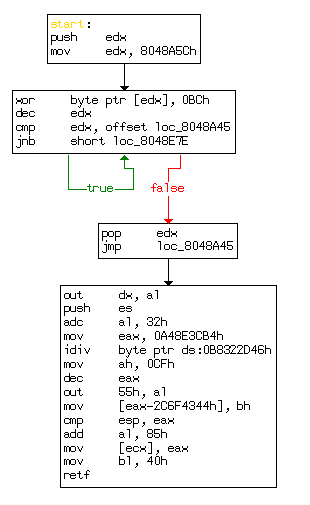 start:
push edx
mov edx, 8048A5Ch
xor byte ptr [edx], 0BCh
dec edx
cmp edx, offset loc_8048A45
jnb short loc_8048E7E
true
false
pop edx
jmp loc_8048A45
out dx, al
push es
adc al, 32h
mov eax, 0A48E3CB4h
idiv byte ptr ds:0B8322D46h
mov ah, 0CFh
dec eax
out 55h, al
mov [eax-2C6F4344h], bh
cmp esp, eax
add al, 85h
mov [ecx], eax
mov bl, 40h
retf